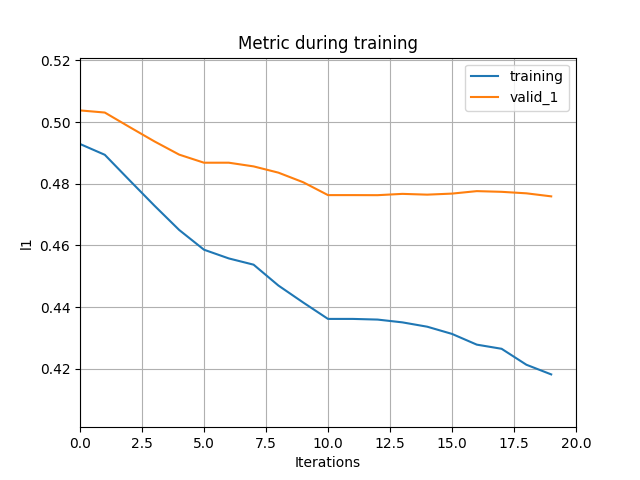 Metric during training
0.52
0.50
0.48
0.46
0.44
0.42
l1
training
valid_1
0.0 2.5 5.0 7.5 10.0 12.5 15.0 17.5 20.0
Iterations